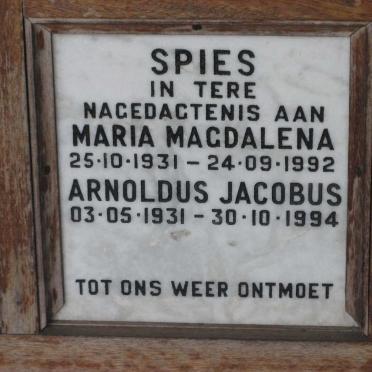 SPIES
IN TERE
NAGEDAGTENIS AAN
MARIA MAGDALENA
25·10·1931 – 24·09·1992
ARNOLDUS JACOBUS
03·05·1931 – 30·10·1994
TOT ONS WEER ONTMOET